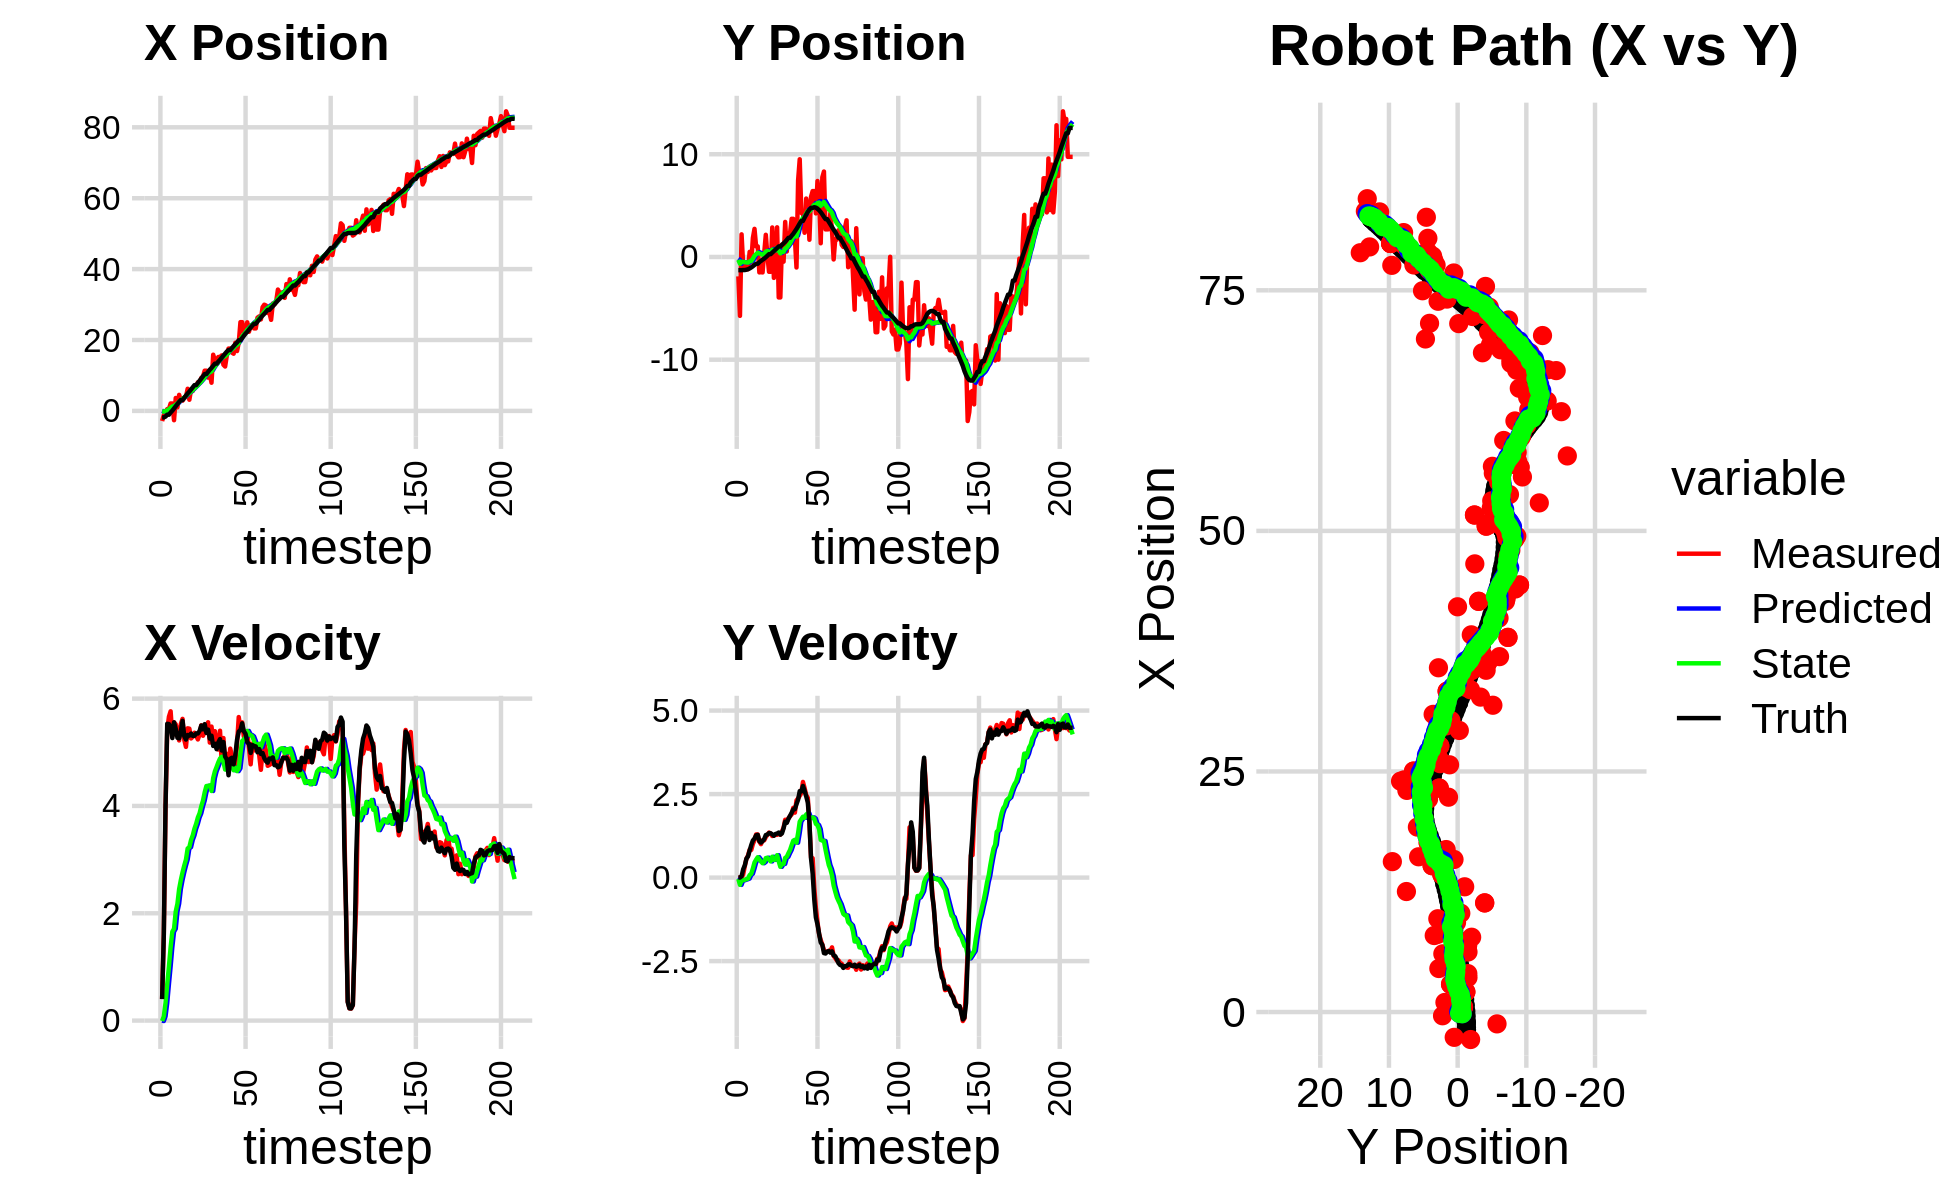 X Position
80
60
40
20
0
0
50
100
150
200
timestep
Y Position
10
0
-10
0
50
100
150
200
timestep
X Velocity
6
4
2
0
0
50
100
150
200
timestep
Y Velocity
5.0
2.5
0.0
-2.5
0
50
100
150
200
timestep
Robot Path (X vs Y)
X Position
75
50
25
0
20 10 0 -10 -20
Y Position
variable
Measured
Predicted
State
Truth